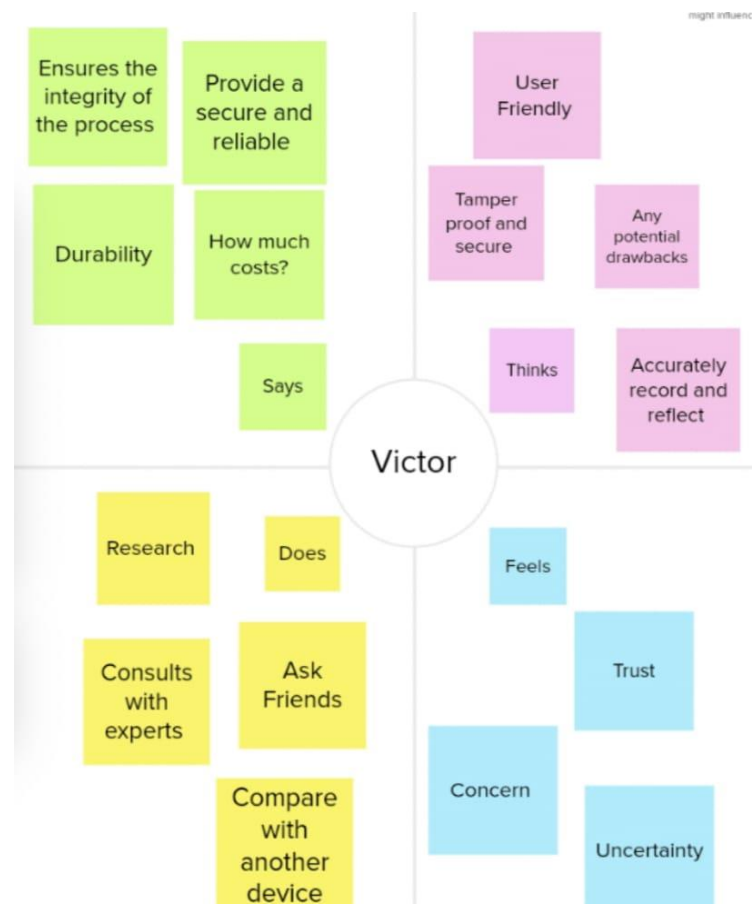 might influenc
Ensures the
integrity of
the process
Provide a
secure and
reliable
Durability
How much
costs?
Says
User
Friendly
Tamper
proof and
secure
Any
potential
drawbacks
Thinks
Accurately
record and
reflect
Victor
Research
Does
Consults
with
experts
Ask
Friends
Compare
with
another
device
Feels
Trust
Concern
Uncertainty